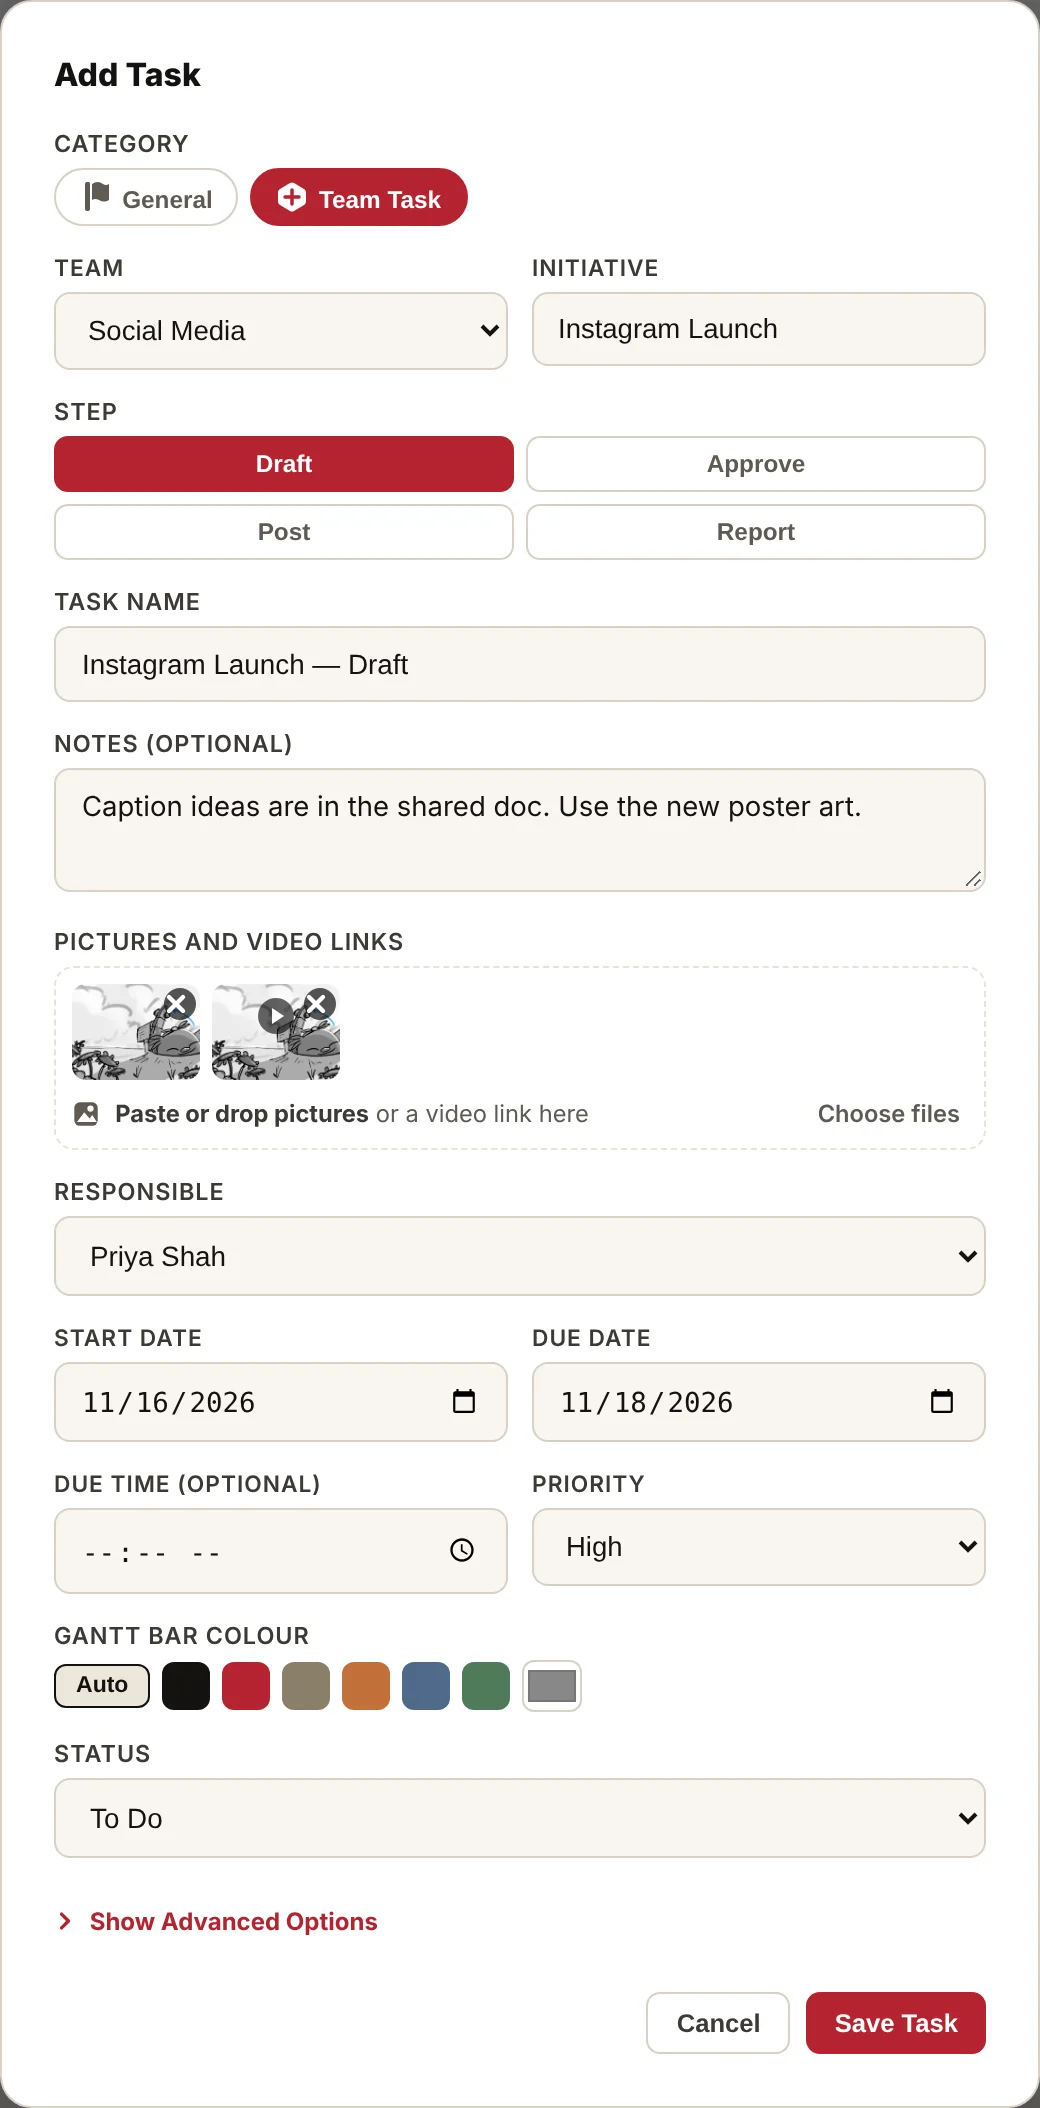 Add Task
CATEGORY
General
Team Task
TEAM
INITIATIVE
Social Media
Instagram Launch
STEP
Draft
Approve
Post
Report
TASK NAME
Instagram Launch — Draft
NOTES (OPTIONAL)
Caption ideas are in the shared doc. Use the new poster art.
PICTURES AND VIDEO LINKS
Paste or drop pictures or a video link here
Choose files
RESPONSIBLE
Priya Shah
START DATE
DUE DATE
11/16/2026
11/18/2026
DUE TIME (OPTIONAL)
PRIORITY
--:-- --
High
GANTT BAR COLOUR
Auto
STATUS
To Do
Show Advanced Options
Cancel
Save Task